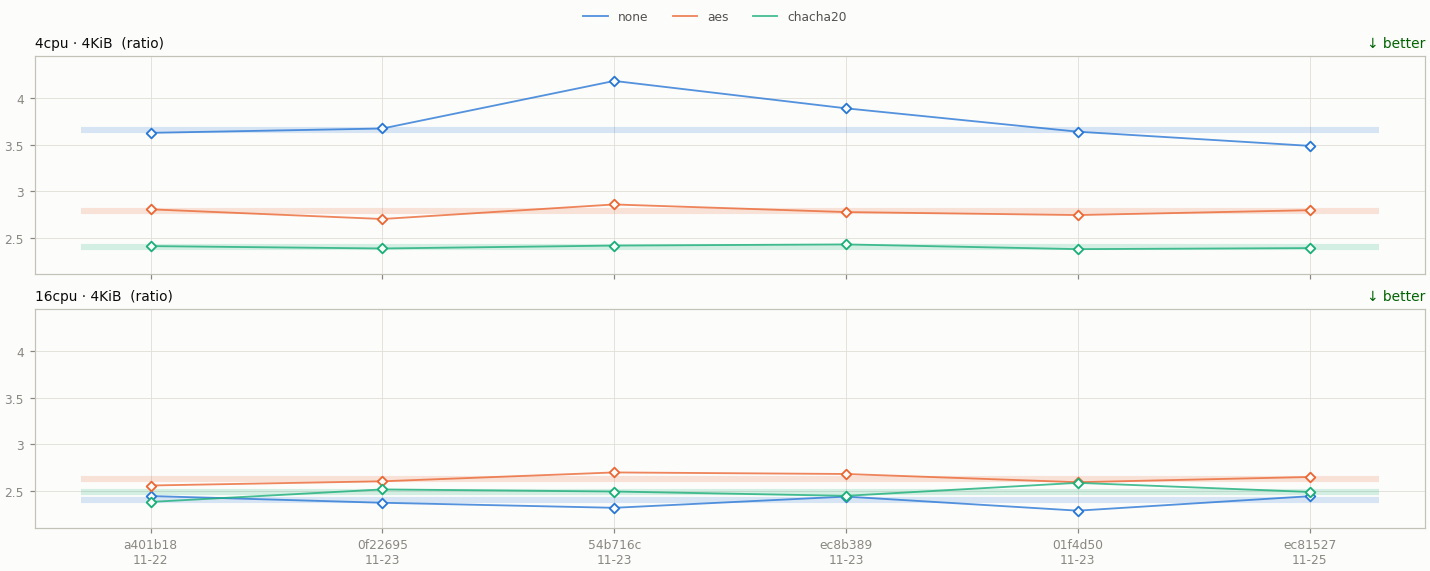 none aes chacha20
4cpu · 4KiB (ratio) ↓ better
4
3.5
3
2.5
16cpu · 4KiB (ratio) ↓ better
4
3.5
3
2.5
a401b18 0f22695 54b716c ec8b389 01f4d50 ec81527
11-22 11-23 11-23 11-23 11-23 11-25